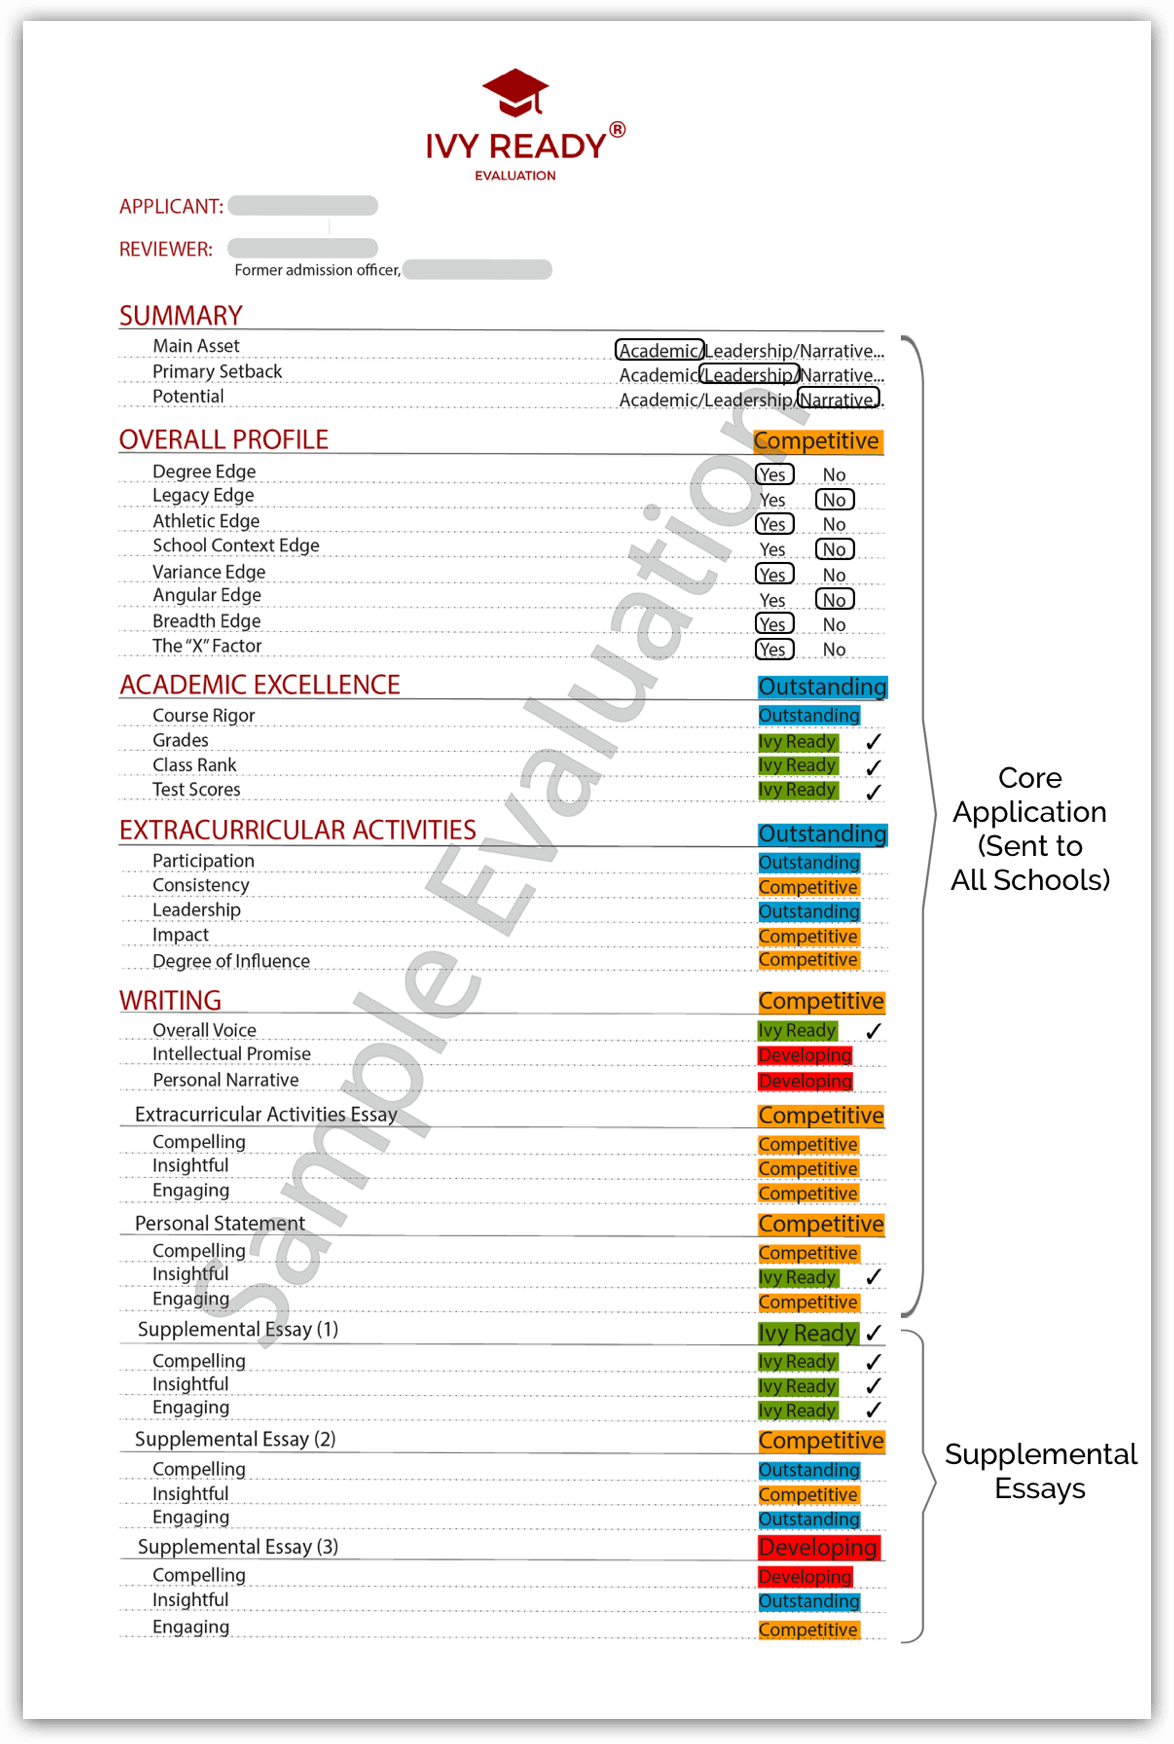 IVY READY®
EVALUATION
APPLICANT:
REVIEWER:
Former admission officer,
SUMMARY
Main Asset Academic/Leadership/Narrative...
Primary Setback Academic/Leadership/Narrative...
Potential Academic/Leadership/Narrative...
OVERALL PROFILE Competitive
Degree Edge Yes No
Legacy Edge Yes No
Athletic Edge Yes No
School Context Edge Yes No
Variance Edge Yes No
Angular Edge Yes No
Breadth Edge Yes No
The “X” Factor Yes No
ACADEMIC EXCELLENCE Outstanding
Course Rigor Outstanding
Grades Ivy Ready ✓
Class Rank Ivy Ready ✓
Test Scores Ivy Ready ✓
EXTRACURRICULAR ACTIVITIES Outstanding
Participation Outstanding
Consistency Competitive
Leadership Outstanding
Impact Competitive
Degree of Influence Competitive
WRITING Competitive
Overall Voice Ivy Ready ✓
Intellectual Promise Developing
Personal Narrative Developing
Extracurricular Activities Essay Competitive
Compelling Competitive
Insightful Competitive
Engaging Competitive
Personal Statement Competitive
Compelling Competitive
Insightful Ivy Ready ✓
Engaging Competitive
Supplemental Essay (1) Ivy Ready ✓
Compelling Ivy Ready ✓
Insightful Ivy Ready ✓
Engaging Ivy Ready ✓
Supplemental Essay (2) Competitive
Compelling Outstanding
Insightful Competitive
Engaging Outstanding
Supplemental Essay (3) Developing
Compelling Developing
Insightful Outstanding
Engaging Competitive
Core
Application
(Sent to
All Schools)
Supplemental
Essays
Sample Evaluation